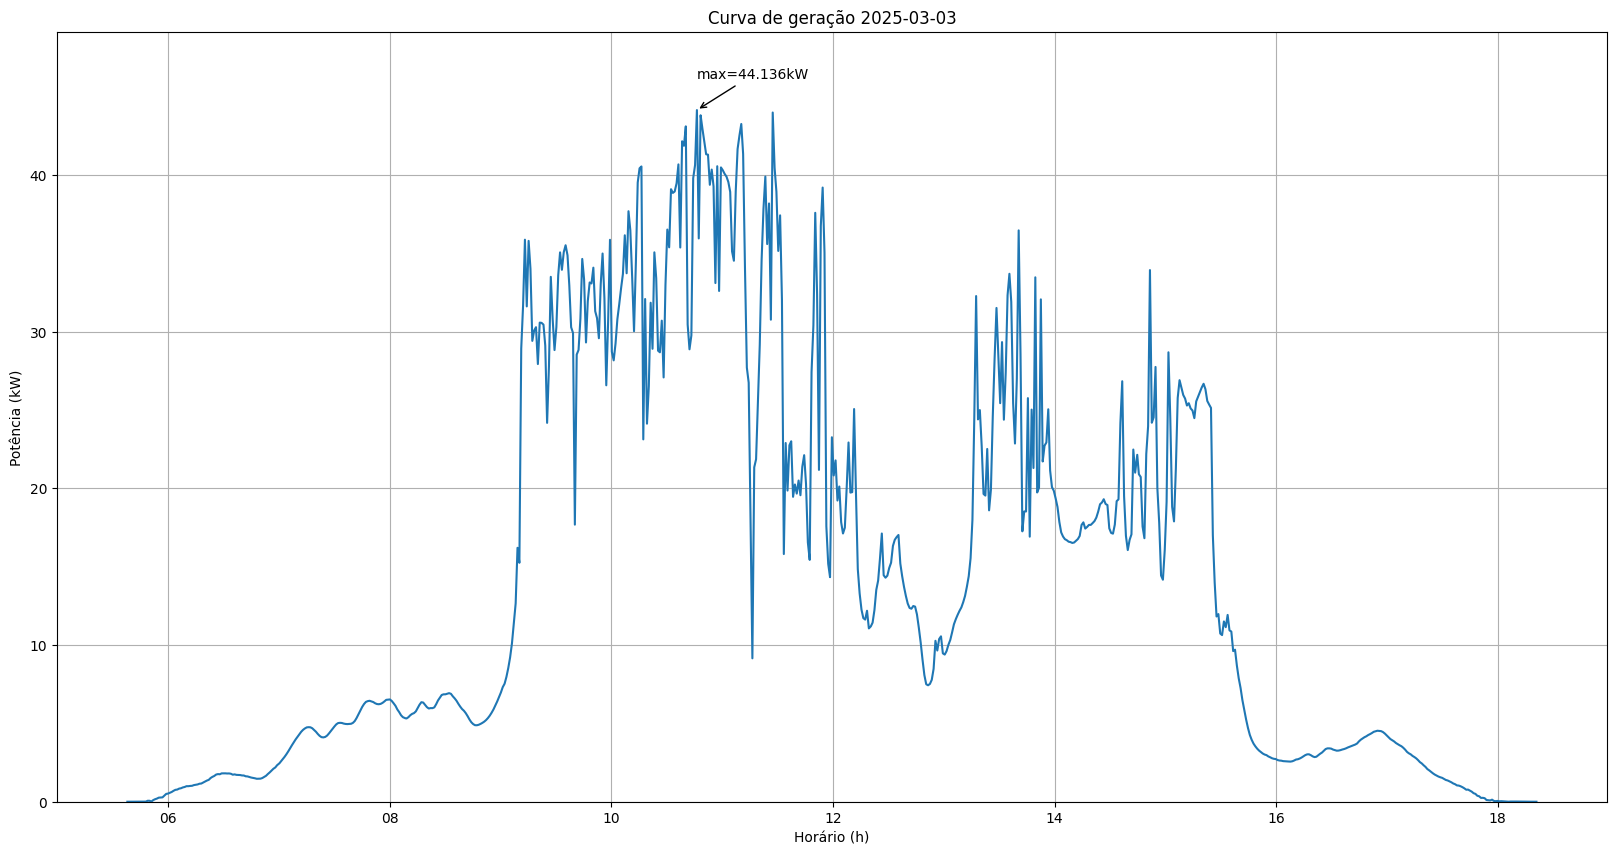 Curva de geração 2025-03-03
max=44.136kW
Potência (kW)
40
30
20
10
0
06 08 10 12 14 16 18
Horário (h)